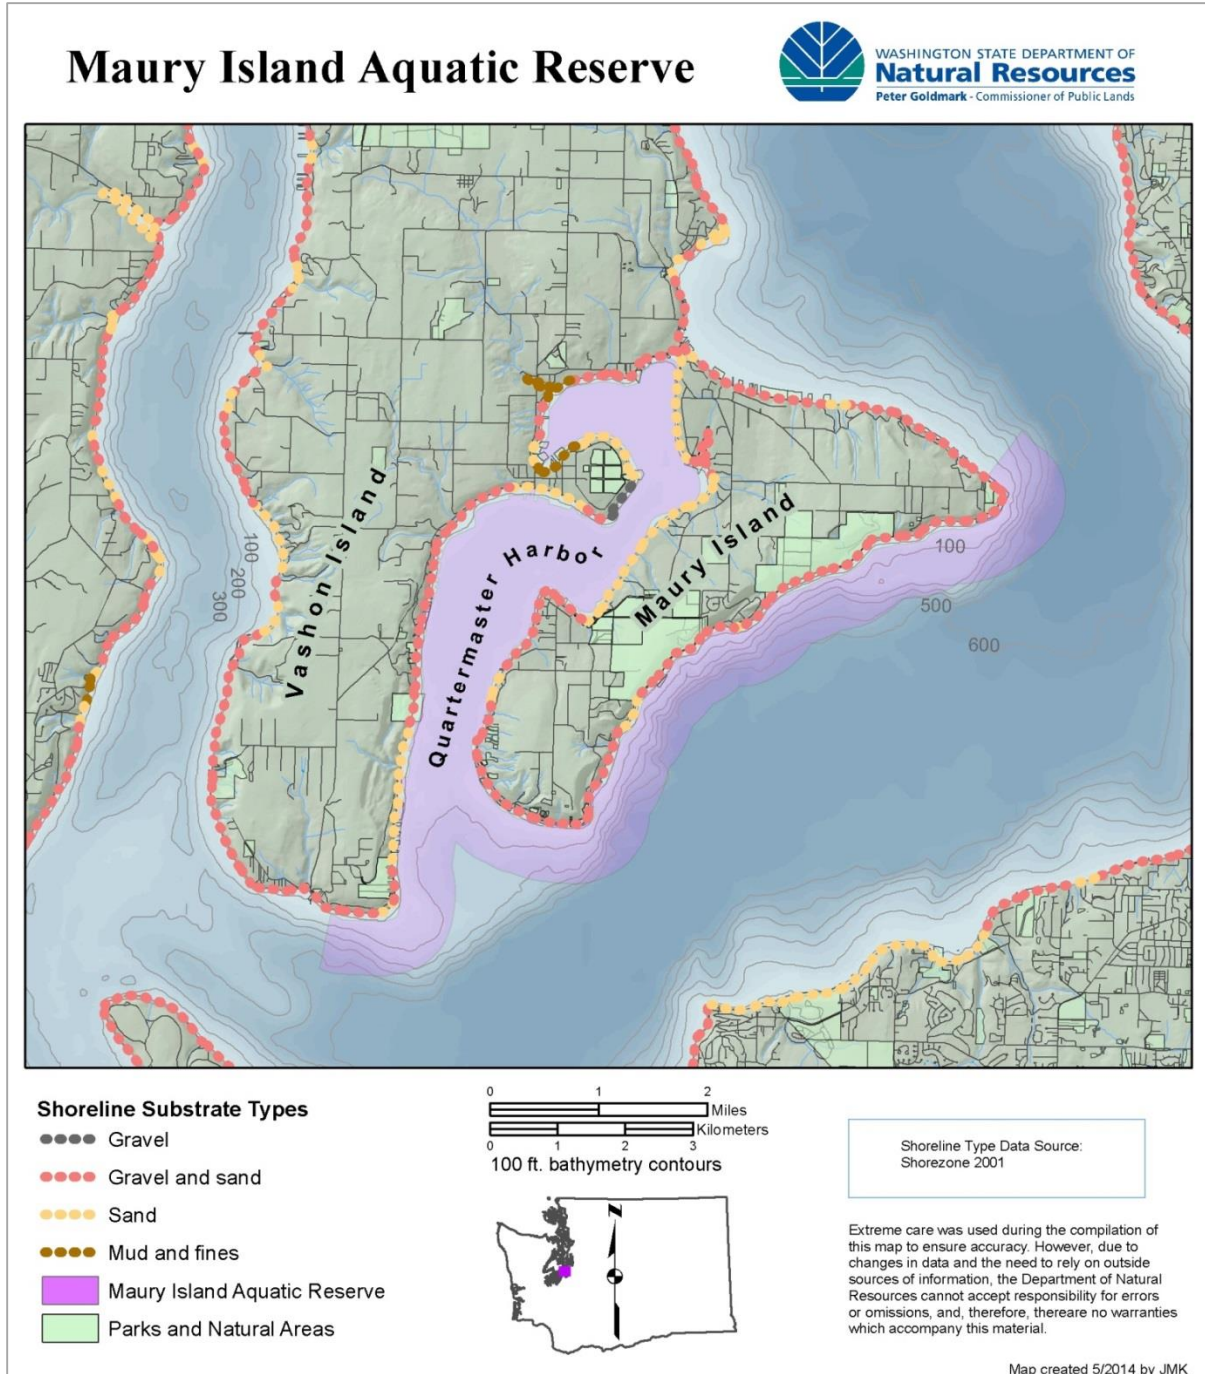 Maury Island Aquatic Reserve
WASHINGTON STATE DEPARTMENT OF
Natural Resources
Peter Goldmark - Commissioner of Public Lands
Vashon Island
Quartermaster Harbor
Maury Island
100
200
300
100
500
600
Shoreline Substrate Types
Gravel
Gravel and sand
Sand
Mud and fines
Maury Island Aquatic Reserve
Parks and Natural Areas
0 1 2
Miles
Kilometers
0 1 2 3
100 ft. bathymetry contours
N
Shoreline Type Data Source:
Shorezone 2001
Extreme care was used during the compilation of
this map to ensure accuracy. However, due to
changes in data and the need to rely on outside
sources of information, the Department of Natural
Resources cannot accept responsibility for errors
or omissions, and, therefore, thereare no warranties
which accompany this material.
Map created 5/2014 by JMK